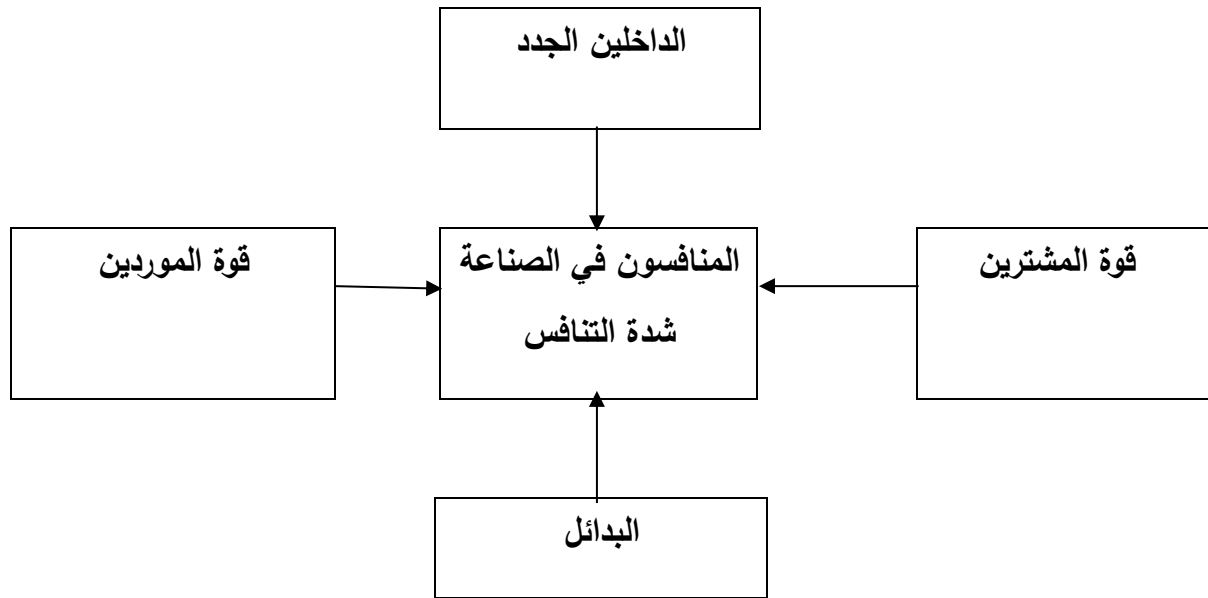 الداخلين الجدد
قوة المشترين
المنافسون في الصناعة
شدة التنافس
قوة الموردين
البدائل